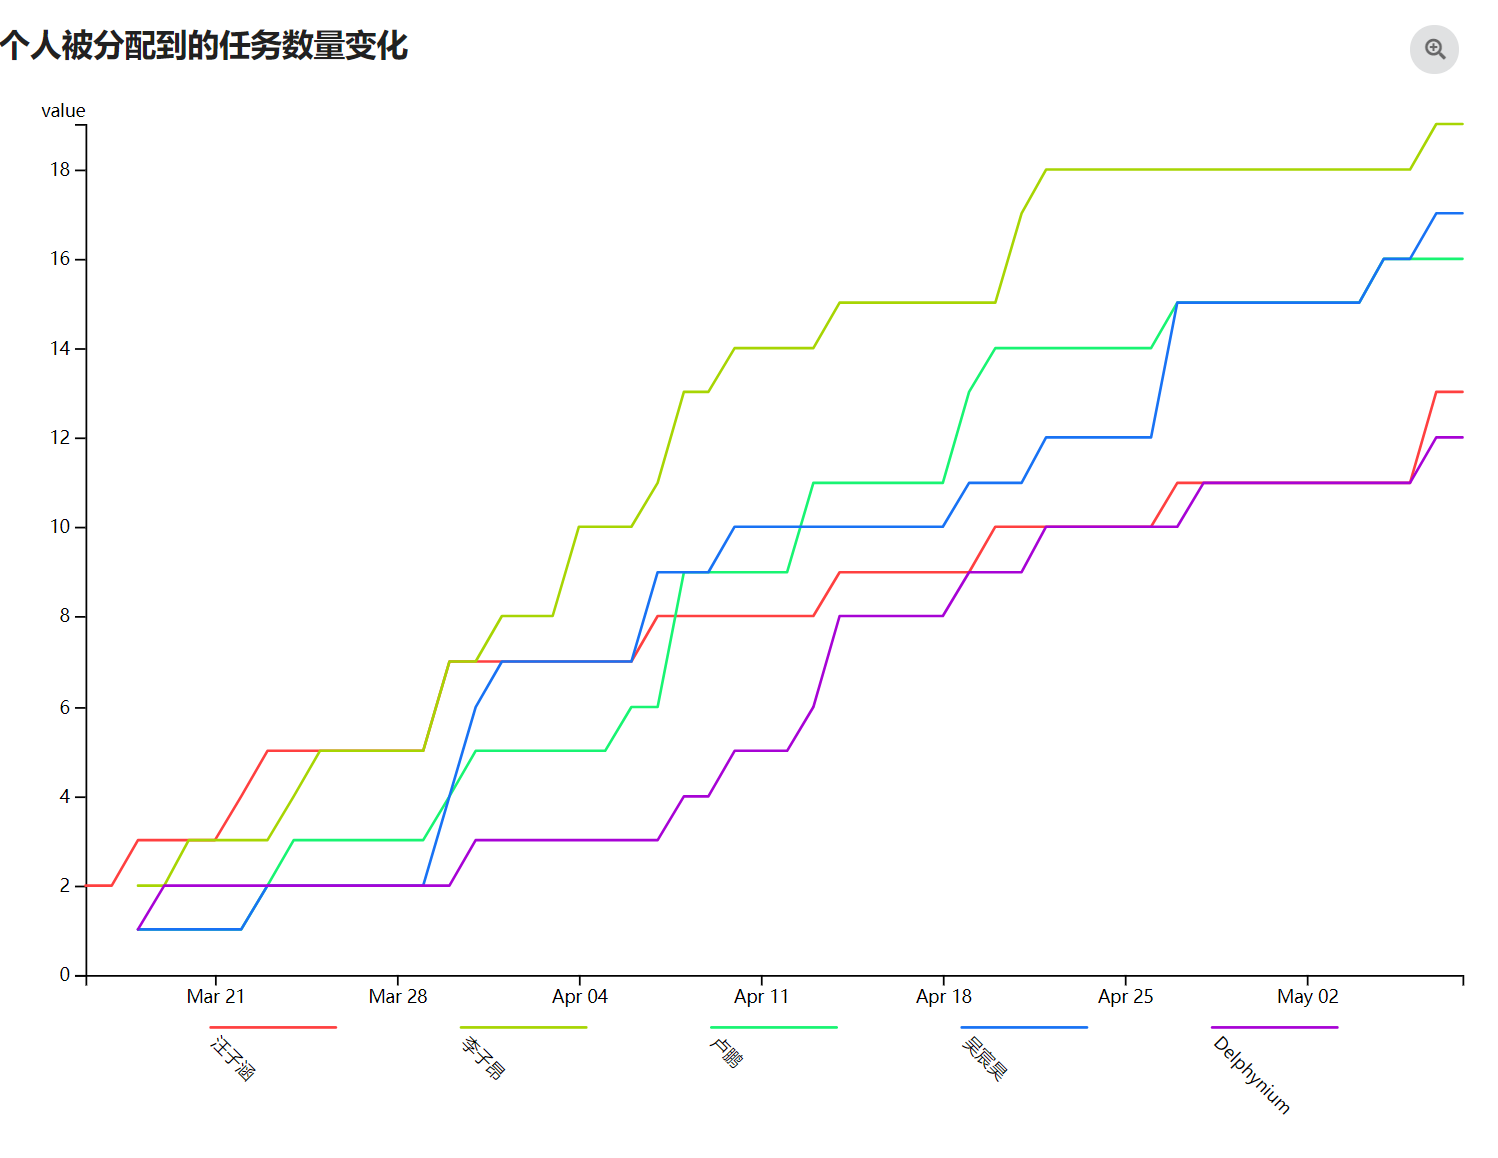 个人被分配到的任务数量变化
value
18
16
14
12
10
8
6
4
2
0
Mar 21
Mar 28
Apr 04
Apr 11
Apr 18
Apr 25
May 02
汪子涵
李子昂
卢鹏
吴宸昊
Delphynium